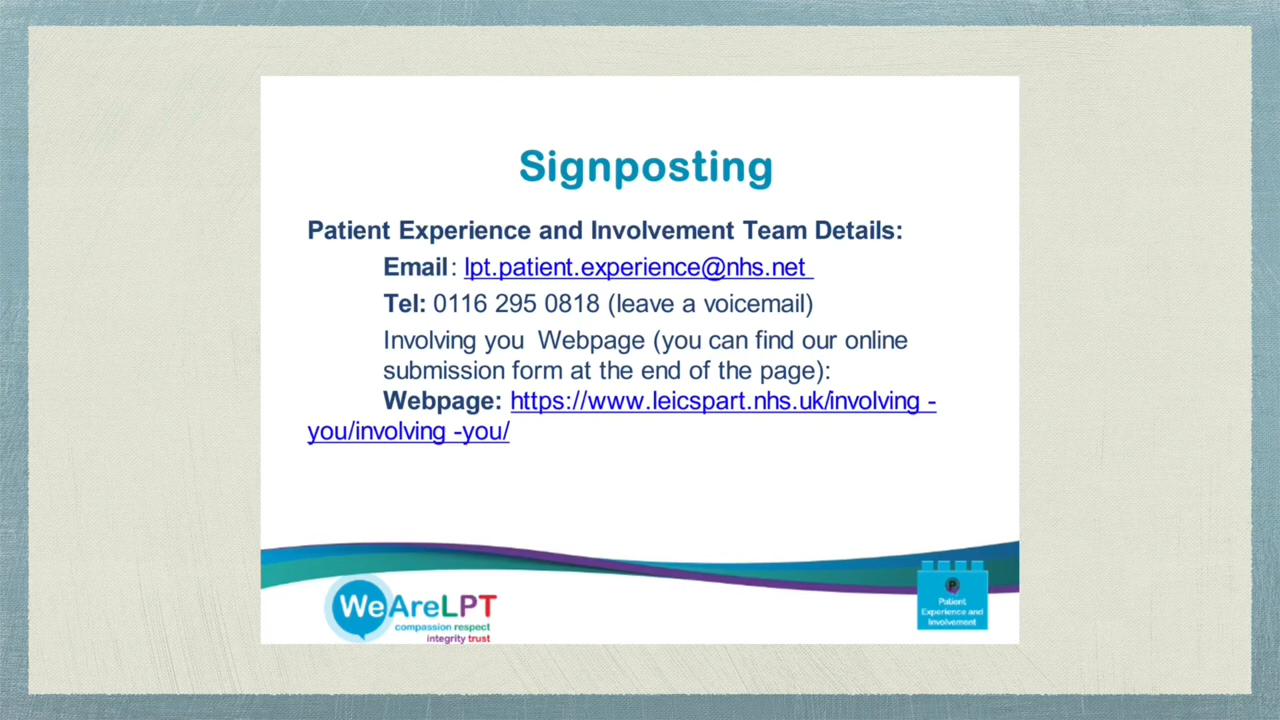 Signposting
Patient Experience and Involvement Team Details:
Email: lpt.patient.experience@nhs.net
Tel: 0116 295 0818 (leave a voicemail)
Involving you  Webpage (you can find our online
submission form at the end of the page):
Webpage: https://www.leicspart.nhs.uk/involving -
you/involving -you/
WeAreLPT
compassion respect
integrity trust
P
Patient
Experience and
Involvement